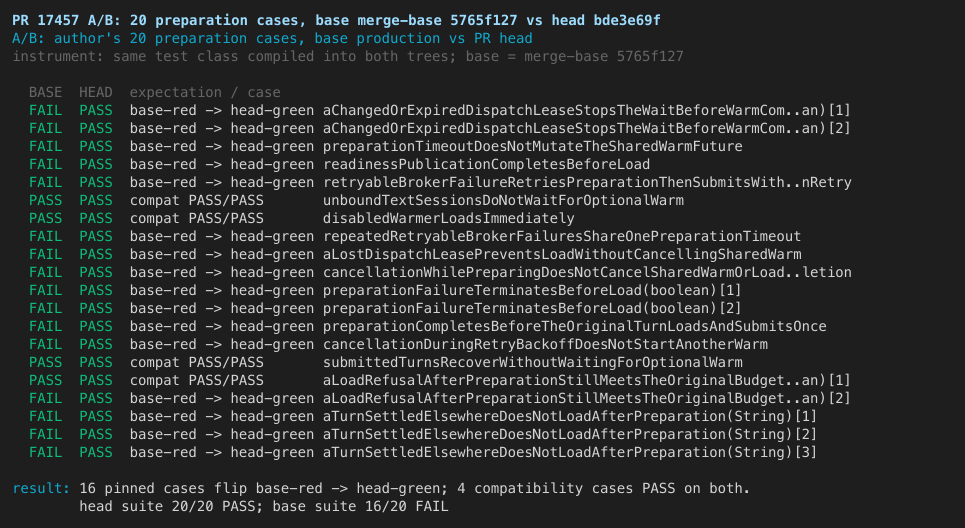 PR 17457 A/B: 20 preparation cases, base merge-base 5765f127 vs head bde3e69f
A/B: author's 20 preparation cases, base production vs PR head
instrument: same test class compiled into both trees; base = merge-base 5765f127
BASE HEAD expectation / case
FAIL PASS base-red -> head-green aChangedOrExpiredDispatchLeaseStopsTheWaitBeforeWarmCom..an)[1]
FAIL PASS base-red -> head-green aChangedOrExpiredDispatchLeaseStopsTheWaitBeforeWarmCom..an)[2]
FAIL PASS base-red -> head-green preparationTimeoutDoesNotMutateTheSharedWarmFuture
FAIL PASS base-red -> head-green readinessPublicationCompletesBeforeLoad
FAIL PASS base-red -> head-green retryableBrokerFailureRetriesPreparationThenSubmitsWith..nRetry
PASS PASS compat PASS/PASS unboundTextSessionsDoNotWaitForOptionalWarm
PASS PASS compat PASS/PASS disabledWarmerLoadsImmediately
FAIL PASS base-red -> head-green repeatedRetryableBrokerFailuresShareOnePreparationTimeout
FAIL PASS base-red -> head-green aLostDispatchLeasePreventsLoadWithoutCancellingSharedWarm
FAIL PASS base-red -> head-green cancellationWhilePreparingDoesNotCancelSharedWarmOrLoad..letion
FAIL PASS base-red -> head-green preparationFailureTerminatesBeforeLoad(boolean)[1]
FAIL PASS base-red -> head-green preparationFailureTerminatesBeforeLoad(boolean)[2]
FAIL PASS base-red -> head-green preparationCompletesBeforeTheOriginalTurnLoadsAndSubmitsOnce
FAIL PASS base-red -> head-green cancellationDuringRetryBackoffDoesNotStartAnotherWarm
PASS PASS compat PASS/PASS submittedTurnsRecoverWithoutWaitingForOptionalWarm
PASS PASS compat PASS/PASS aLoadRefusalAfterPreparationStillMeetsTheOriginalBudget..an)[1]
FAIL PASS base-red -> head-green aLoadRefusalAfterPreparationStillMeetsTheOriginalBudget..an)[2]
FAIL PASS base-red -> head-green aTurnSettledElsewhereDoesNotLoadAfterPreparation(String)[1]
FAIL PASS base-red -> head-green aTurnSettledElsewhereDoesNotLoadAfterPreparation(String)[2]
FAIL PASS base-red -> head-green aTurnSettledElsewhereDoesNotLoadAfterPreparation(String)[3]
result: 16 pinned cases flip base-red -> head-green; 4 compatibility cases PASS on both.
head suite 20/20 PASS; base suite 16/20 FAIL